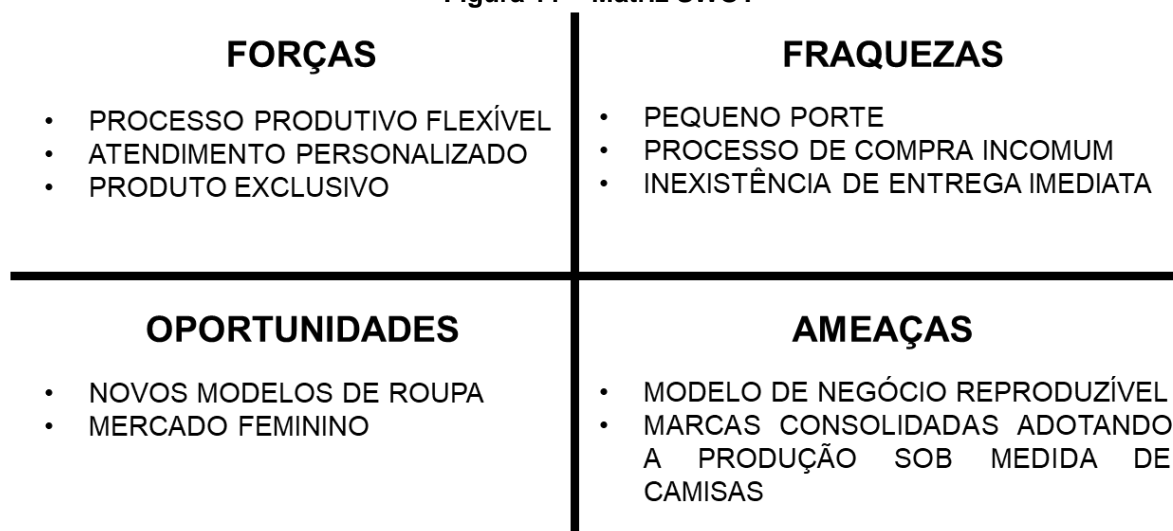 FORÇAS
• PROCESSO PRODUTIVO FLEXÍVEL
• ATENDIMENTO PERSONALIZADO
• PRODUTO EXCLUSIVO
FRAQUEZAS
• PEQUENO PORTE
• PROCESSO DE COMPRA INCOMUM
• INEXISTÊNCIA DE ENTREGA IMEDIATA
OPORTUNIDADES
• NOVOS MODELOS DE ROUPA
• MERCADO FEMININO
AMEAÇAS
• MODELO DE NEGÓCIO REPRODUZÍVEL
• MARCAS CONSOLIDADAS ADOTANDO
A PRODUÇÃO SOB MEDIDA DE
CAMISAS